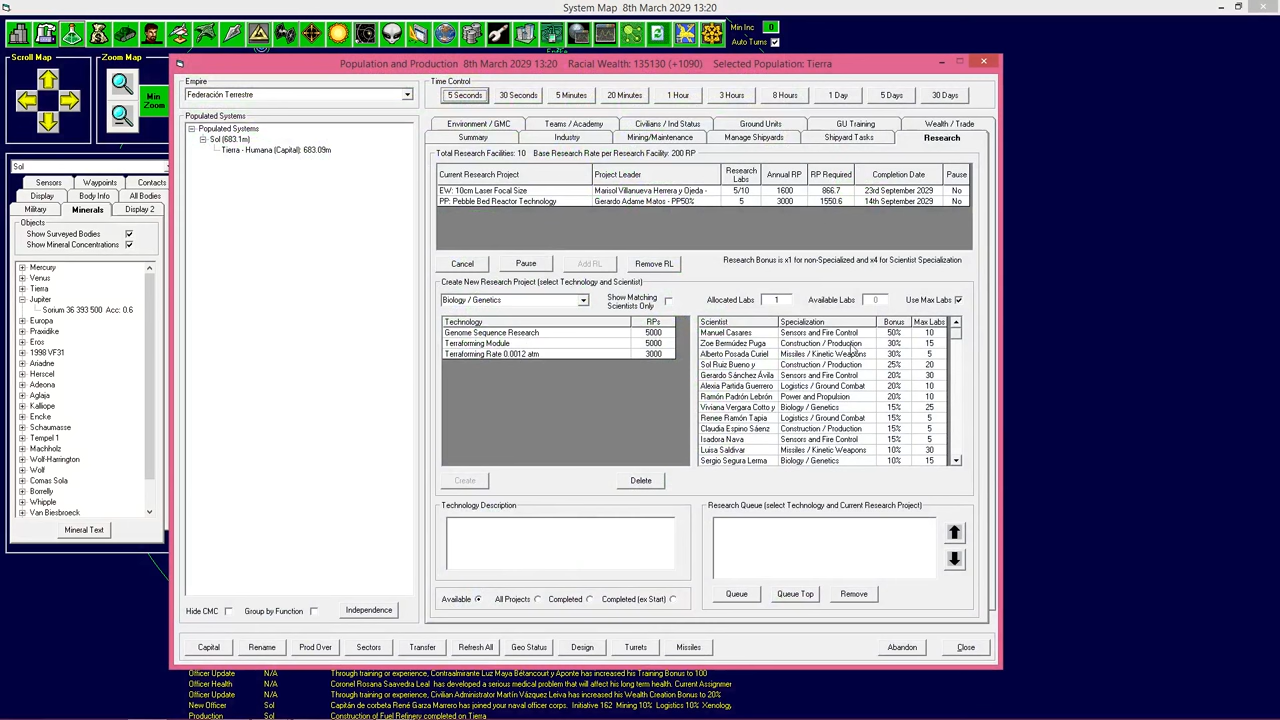 System Map  8th March 2029 13:20
Min Inc 0
Auto Turns
Scroll Map
Zoom Map
Min Zoom
Population and Production  8th March 2029 13:20  Racial Wealth: 135130 (+1090)  Selected Population: Tierra
Empire
Federación Terrestre
Time Control
5 Seconds 30 Seconds 5 Minutes 20 Minutes 1 Hour 3 Hours 8 Hours 1 Day 5 Days 30 Days
Populated Systems
Populated Systems
Sol (683.1m)
Tierra - Humana (Capital): 683.09m
Environment / GMC Teams / Academy Civilians / Ind Status Ground Units GU Training Wealth / Trade
Summary Industry Mining/Maintenance Manage Shipyards Shipyard Tasks Research
Total Research Facilities: 10  Base Research Rate per Research Facility: 200 RP
Current Research Project Project Leader Research Labs Annual RP RP Required Completion Date Pause
EW: 10cm Laser Focal Size Marisol Villanueva Herrera y Ojeda - 5/10 1600 866.7 23rd September 2029 No
PP: Pebble Bed Reactor Technology Gerardo Adame Matos - PP50% 5 3000 1550.6 14th September 2029 No
Cancel Pause Add RL Remove RL Research Bonus is x1 for non-Specialized and x4 for Scientist Specialization
Create New Research Project (select Technology and Scientist)
Biology / Genetics Show Matching Scientists Only Allocated Labs 1 Available Labs 0 Use Max Labs
Technology RPs
Genome Sequence Research 5000
Terraforming Module 5000
Terraforming Rate 0.0012 atm 3000
Scientist Specialization Bonus Max Labs
Manuel Casares Sensors and Fire Control 50% 10
Zoe Bermúdez Puga Construction / Production 30% 15
Alberto Posada Curiel Missiles / Kinetic Weapons 30% 5
Sol Ruiz Bueno y Construction / Production 25% 20
Gerardo Sánchez Ávila Sensors and Fire Control 20% 30
Alexia Partida Guerrero Logistics / Ground Combat 20% 10
Ramón Padrón Lebrón Power and Propulsion 20% 10
Viviana Vergara Cotto y Biology / Genetics 15% 25
Renee Ramón Tapia Logistics / Ground Combat 15% 5
Claudia Espino Sáenz Construction / Production 15% 5
Isadora Nava Sensors and Fire Control 15% 5
Luisa Saldivar Missiles / Kinetic Weapons 10% 30
Sergio Segura Lerma Biology / Genetics 10% 15
Create Delete
Technology Description
Research Queue (select Technology and Current Research Project)
Available All Projects Completed Completed (ex Start)
Queue Queue Top Remove
Hide CMC Group by Function Independence
Capital Rename Prod Over Sectors Transfer Refresh All Geo Status Design Turrets Missiles Abandon Close
Sol
Sensors Waypoints Contacts
Display Body Info All Bodies
Military Minerals Display 2
Objects
Show Surveyed Bodies
Show Mineral Concentrations
Mercury
Venus
Tierra
Jupiter
Sorium 36 393 500  Acc: 0.6
Europa
Praxidike
Eros
1998 VF31
Ariane
Herscel
Adeona
Aglaja
Kalliope
Encke
Schaumasse
Tempel 1
Machholz
Wolf-Harrington
Wolf
Comas Sola
Borrelly
Whipple
Van Biesbroeck
Mineral Text
Officer Update N/A Through training or experience, Contraalmirante Luz Maya Bétancourt y Aponte has increased his Training Bonus to 100
Officer Health N/A Coronel Rosana Saavedra Leal  has developed a serious medical problem that will affect his long term health. Current Assignmer
Officer Update N/A Through training or experience, Civilian Administrator Martín Vázquez Leiva has increased his Wealth Creation Bonus to 20%
New Officer Sol Capitán de corbeta René Garza Marrero has joined your naval officer corps.  Initiative 162  Mining 10%  Logistics 10%  Xenology
Production Sol Construction of Fuel Refinery completed on Tierra